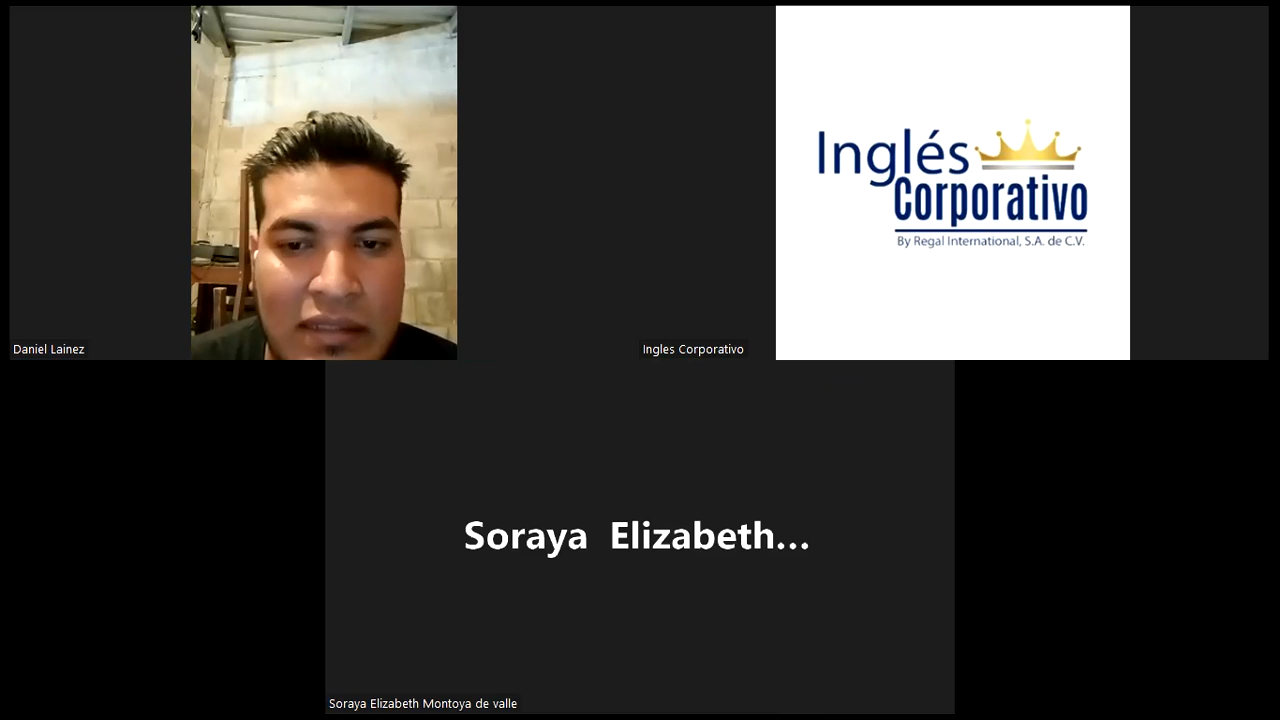 Inglés
Corporativo
By Regal International, S.A. de C.V.
Daniel Lainez
Ingles Corporativo
Soraya Elizabeth...
Soraya Elizabeth Montoya de valle